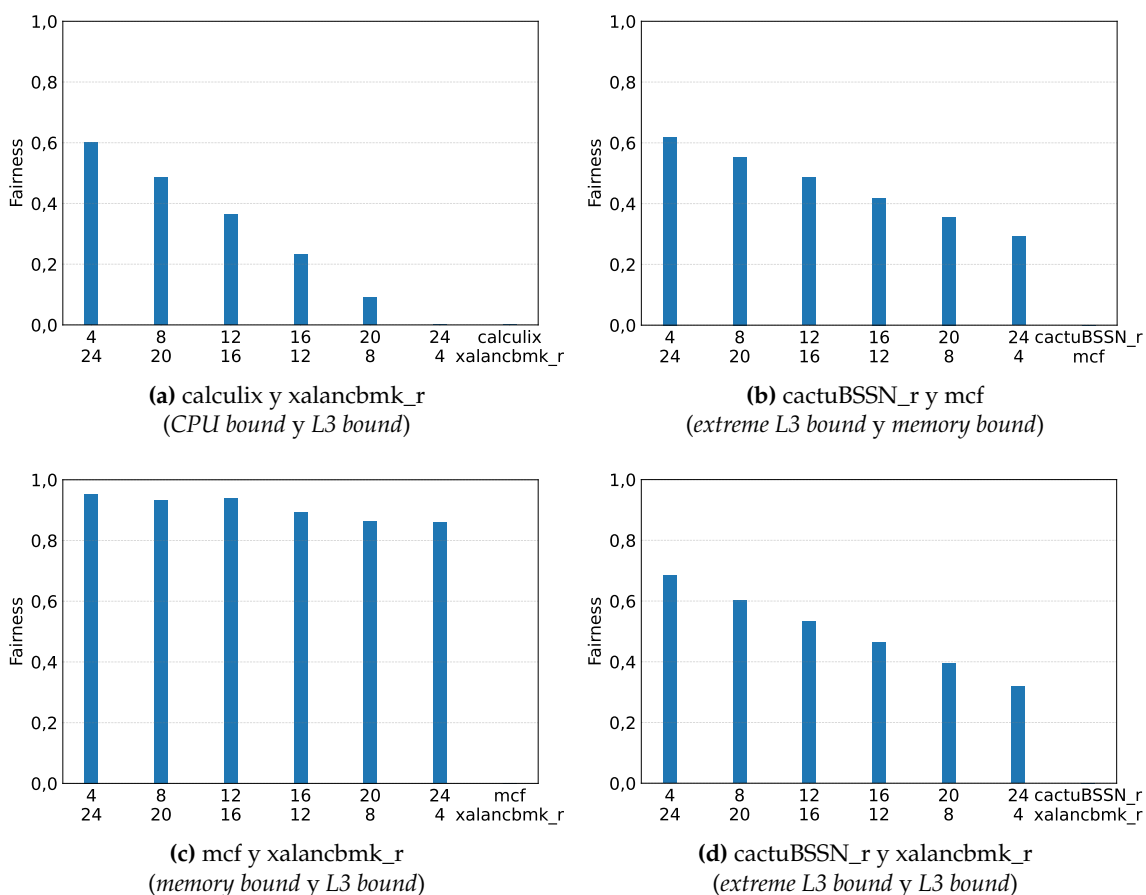 1,0
0,8
0,6
0,4
0,2
0,0
Fairness
4 8 12 16 20 24 calculix
24 20 16 12 8 4 xalancbmk_r
(a) calculix y xalancbmk_r
(CPU bound y L3 bound)
1,0
0,8
0,6
0,4
0,2
0,0
Fairness
4 8 12 16 20 24 cactuBSSN_r
24 20 16 12 8 4 mcf
(b) cactuBSSN_r y mcf
(extreme L3 bound y memory bound)
1,0
0,8
0,6
0,4
0,2
0,0
Fairness
4 8 12 16 20 24 mcf
24 20 16 12 8 4 xalancbmk_r
(c) mcf y xalancbmk_r
(memory bound y L3 bound)
1,0
0,8
0,6
0,4
0,2
0,0
Fairness
4 8 12 16 20 24 cactuBSSN_r
24 20 16 12 8 4 xalancbmk_r
(d) cactuBSSN_r y xalancbmk_r
(extreme L3 bound y L3 bound)